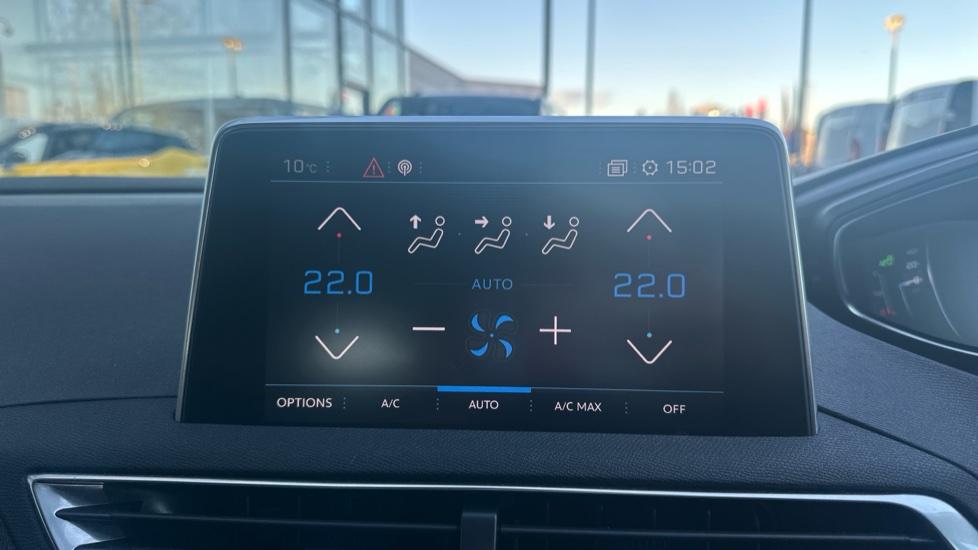 10°C 15:02
22.0 22.0
AUTO
OPTIONS A/C AUTO A/C MAX OFF